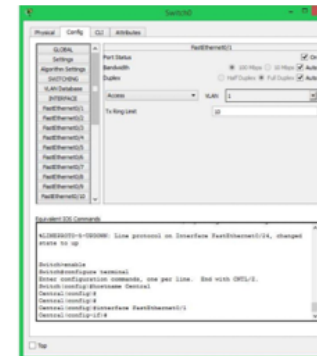 Switch0
Physical Config CLI Attributes
GLOBAL
Settings
Algorithm Settings
SWITCHING
VLAN Database
INTERFACE
FastEthernet0/1
FastEthernet0/2
FastEthernet0/3
FastEthernet0/4
FastEthernet0/5
FastEthernet0/6
FastEthernet0/7
FastEthernet0/8
FastEthernet0/9
FastEthernet0/10
FastEthernet0/1
Port Status On
Bandwidth 100 Mbps 10 Mbps Auto
Duplex Half Duplex Full Duplex Auto
Access VLAN 1
Tx Ring Limit 10
Equivalent IOS Commands
%LINEPROTO-5-UPDOWN: Line protocol on Interface FastEthernet0/24, changed
state to up
Switch>enable
Switch#configure terminal
Enter configuration commands, one per line. End with CNTL/Z.
Switch(config)#hostname Central
Central(config)#
Central(config)#
Central(config)#interface FastEthernet0/1
Central(config-if)#
Top